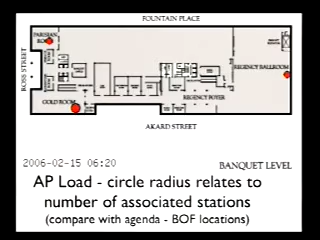 FOUNTAIN PLACE
PARISIAN
ROOM
ROSS STREET
REGENCY BALLROOM
GOLD ROOM
REGENCY FOYER
AKARD STREET
2006-02-15 06:20
BANQUET LEVEL
AP Load - circle radius relates to
number of associated stations
(compare with agenda - BOF locations)